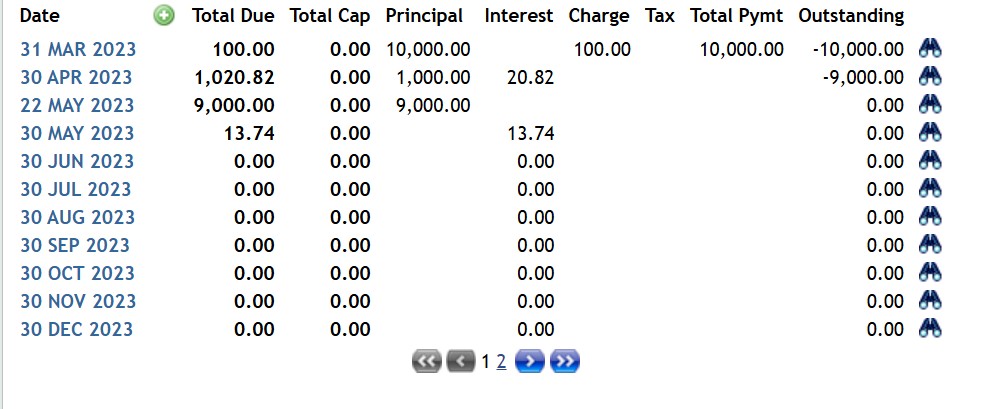 Date Total Due Total Cap Principal Interest Charge Tax Total Pymt Outstanding
31 MAR 2023 100.00 0.00 10,000.00 100.00 10,000.00 -10,000.00
30 APR 2023 1,020.82 0.00 1,000.00 20.82 -9,000.00
22 MAY 2023 9,000.00 0.00 9,000.00 0.00
30 MAY 2023 13.74 0.00 13.74 0.00
30 JUN 2023 0.00 0.00 0.00 0.00
30 JUL 2023 0.00 0.00 0.00 0.00
30 AUG 2023 0.00 0.00 0.00 0.00
30 SEP 2023 0.00 0.00 0.00 0.00
30 OCT 2023 0.00 0.00 0.00 0.00
30 NOV 2023 0.00 0.00 0.00 0.00
30 DEC 2023 0.00 0.00 0.00 0.00
1 2